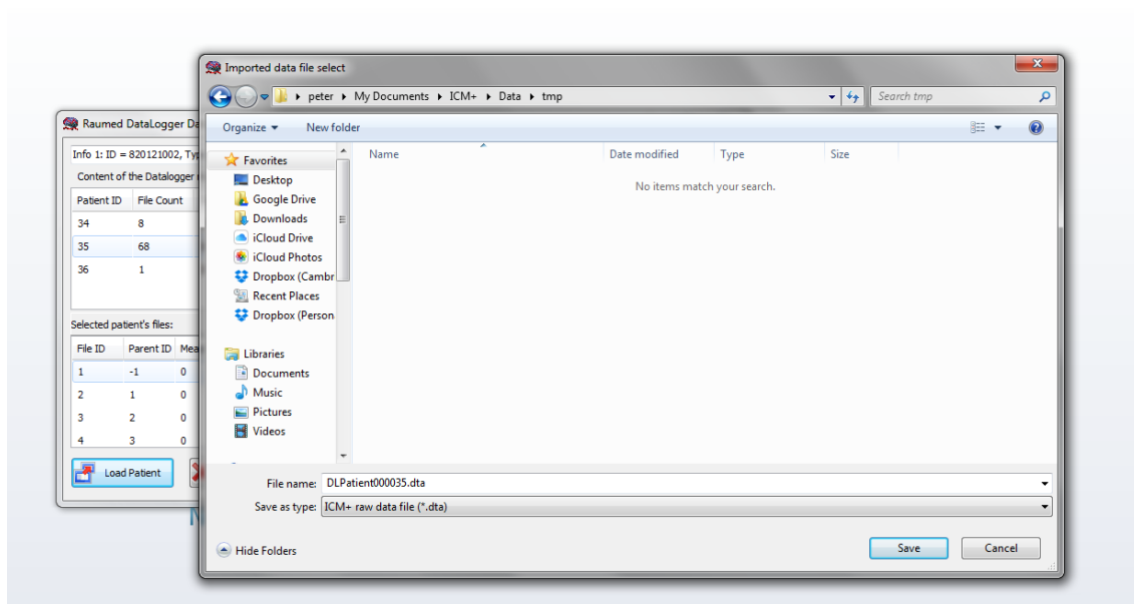 Imported data file select
peter ▸ My Documents ▸ ICM+ ▸ Data ▸ tmp
Search tmp
Organize
New folder
Favorites
Desktop
Google Drive
Downloads
iCloud Drive
iCloud Photos
Dropbox (Cambr
Recent Places
Dropbox (Person
Libraries
Documents
Music
Pictures
Videos
Name Date modified Type Size
No items match your search.
File name: DLPatient000035.dta
Save as type: ICM+ raw data file (*.dta)
Hide Folders
Save
Cancel
Raumed DataLogger Da
Info 1: ID = 820121002, Typ
Content of the Datalogger
Patient ID File Count
34 8
35 68
36 1
Selected patient's files:
File ID Parent ID Mea
1 -1 0
2 1 0
3 2 0
4 3 0
Load Patient